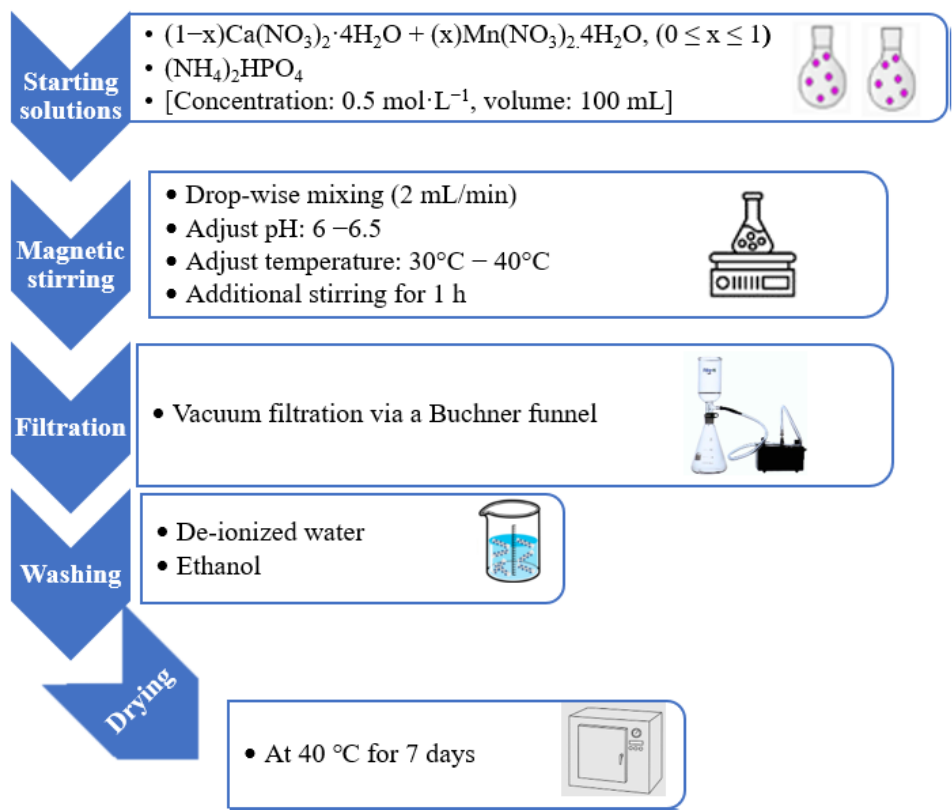 Starting solutions
• (1−x)Ca(NO₃)₂·4H₂O + (x)Mn(NO₃)₂.4H₂O, (0 ≤ x ≤ 1)
• (NH₄)₂HPO₄
• [Concentration: 0.5 mol·L⁻¹, volume: 100 mL]
Magnetic stirring
• Drop-wise mixing (2 mL/min)
• Adjust pH: 6 −6.5
• Adjust temperature: 30°C − 40°C
• Additional stirring for 1 h
Filtration
• Vacuum filtration via a Buchner funnel
Washing
• De-ionized water
• Ethanol
Drying
• At 40 °C for 7 days